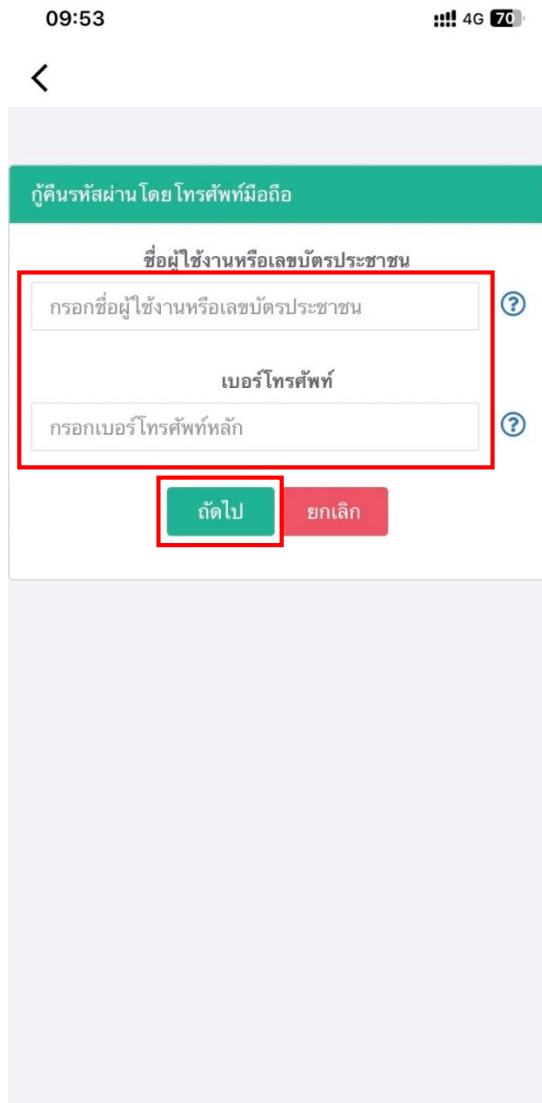 09:53 4G 70
กู้คืนรหัสผ่านโดยโทรศัพท์มือถือ
ชื่อผู้ใช้งานหรือเลขบัตรประชาชน
กรอกชื่อผู้ใช้งานหรือเลขบัตรประชาชน
เบอร์โทรศัพท์
กรอกเบอร์โทรศัพท์หลัก
ถัดไป ยกเลิก